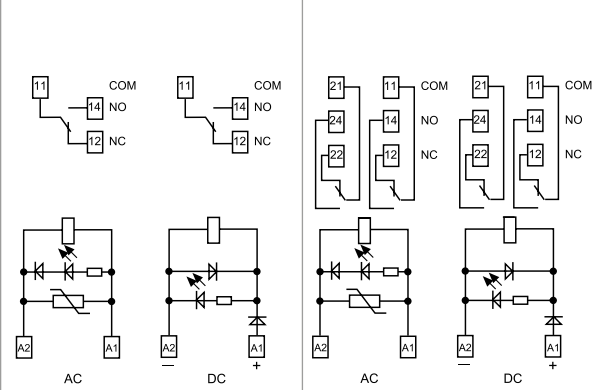 11 COM 11 COM 21 11 COM 21 11 COM
14 NO 14 NO 24 14 NO 24 14 NO
12 NC 12 NC 22 12 NC 22 12 NC
A2 A1 A2 A1 A2 A1 A2 A1
— + — +
AC DC AC DC